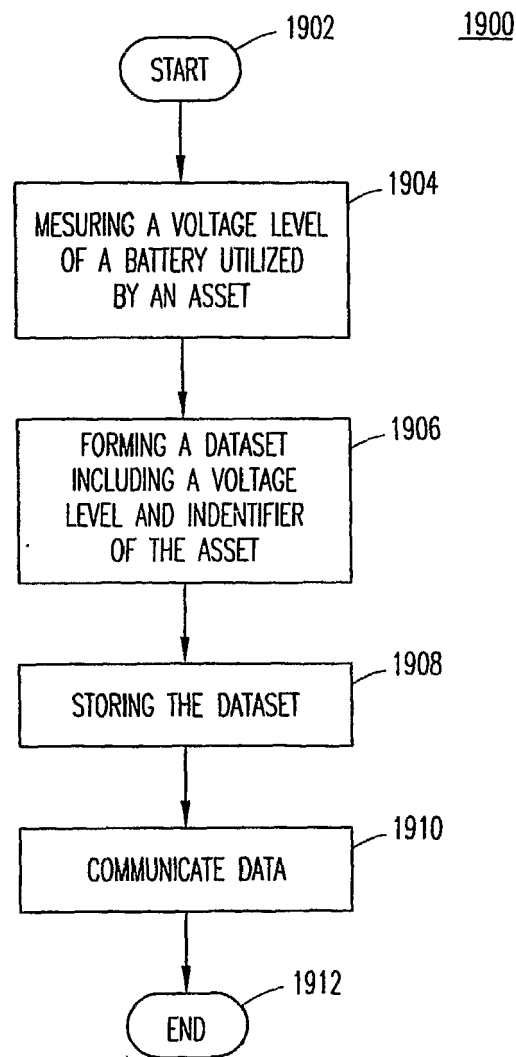 1900
1902
START
1904
MESURING A VOLTAGE LEVEL
OF A BATTERY UTILIZED
BY AN ASSET
1906
FORMING A DATASET
INCLUDING A VOLTAGE
LEVEL AND INDENTIFIER
OF THE ASSET
1908
STORING THE DATASET
1910
COMMUNICATE DATA
1912
END